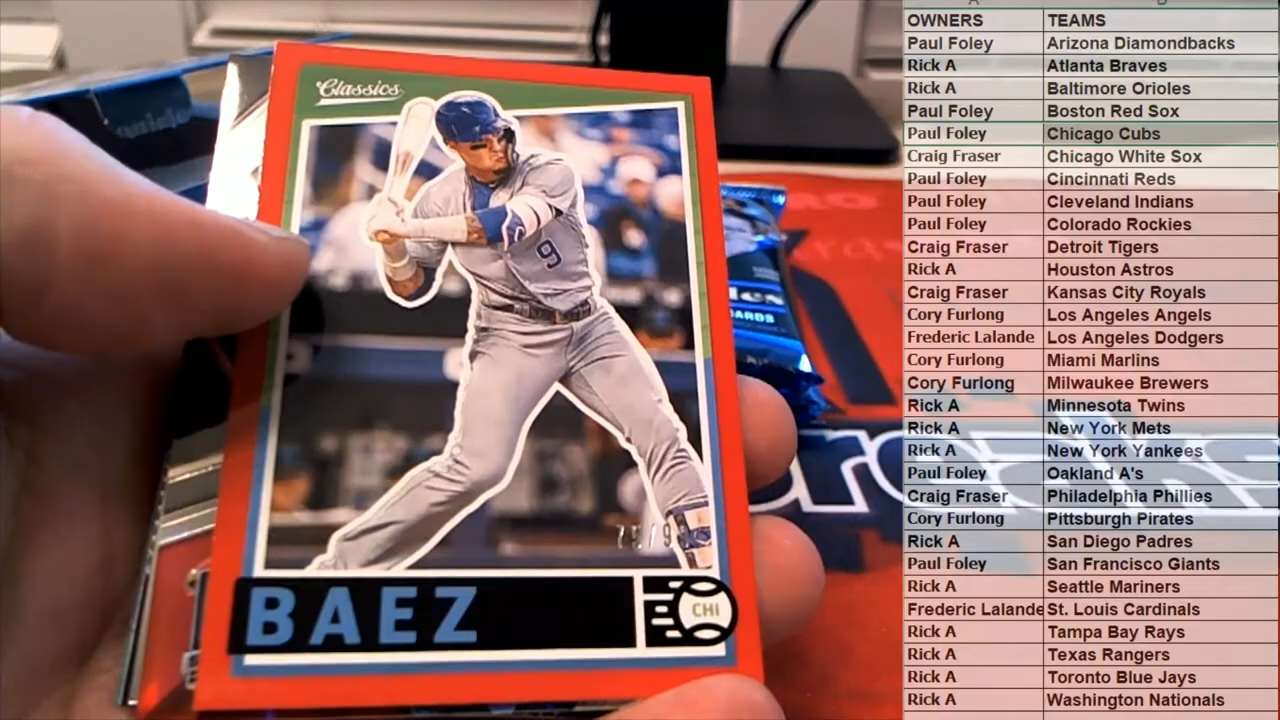 Classics
9
BAEZ
CHI
OWNERS TEAMS
Paul Foley Arizona Diamondbacks
Rick A Atlanta Braves
Rick A Baltimore Orioles
Paul Foley Boston Red Sox
Paul Foley Chicago Cubs
Craig Fraser Chicago White Sox
Paul Foley Cincinnati Reds
Paul Foley Cleveland Indians
Paul Foley Colorado Rockies
Craig Fraser Detroit Tigers
Rick A Houston Astros
Craig Fraser Kansas City Royals
Cory Furlong Los Angeles Angels
Frederic Lalande Los Angeles Dodgers
Cory Furlong Miami Marlins
Cory Furlong Milwaukee Brewers
Rick A Minnesota Twins
Rick A New York Mets
Rick A New York Yankees
Paul Foley Oakland A's
Craig Fraser Philadelphia Phillies
Cory Furlong Pittsburgh Pirates
Rick A San Diego Padres
Paul Foley San Francisco Giants
Rick A Seattle Mariners
Frederic Lalande St. Louis Cardinals
Rick A Tampa Bay Rays
Rick A Texas Rangers
Rick A Toronto Blue Jays
Rick A Washington Nationals